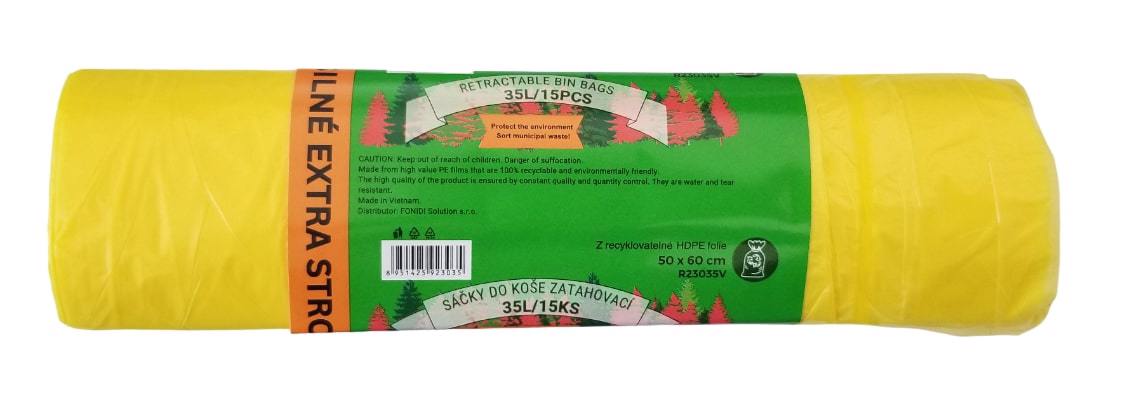 R23035V
RETRACTABLE BIN BAGS
35L/15PCS
Protect the environment
Sort municipal waste!
CAUTION: Keep out of reach of children. Danger of suffocation.
Made from high value PE films that are 100% recyclable and environmentally friendly.
The high quality of the product is ensured by constant quality and quantity control. They are water and tear
resistant.
Made in Vietnam.
Distributor: FONIDI Solution s.r.o.
Z recyklovatelné HDPE folie
50 x 60 cm
R23035V
8951425923035
SÁČKY DO KOŠE ZATAHOVACÍ
35L/15KS
SILNÉ EXTRA STRO